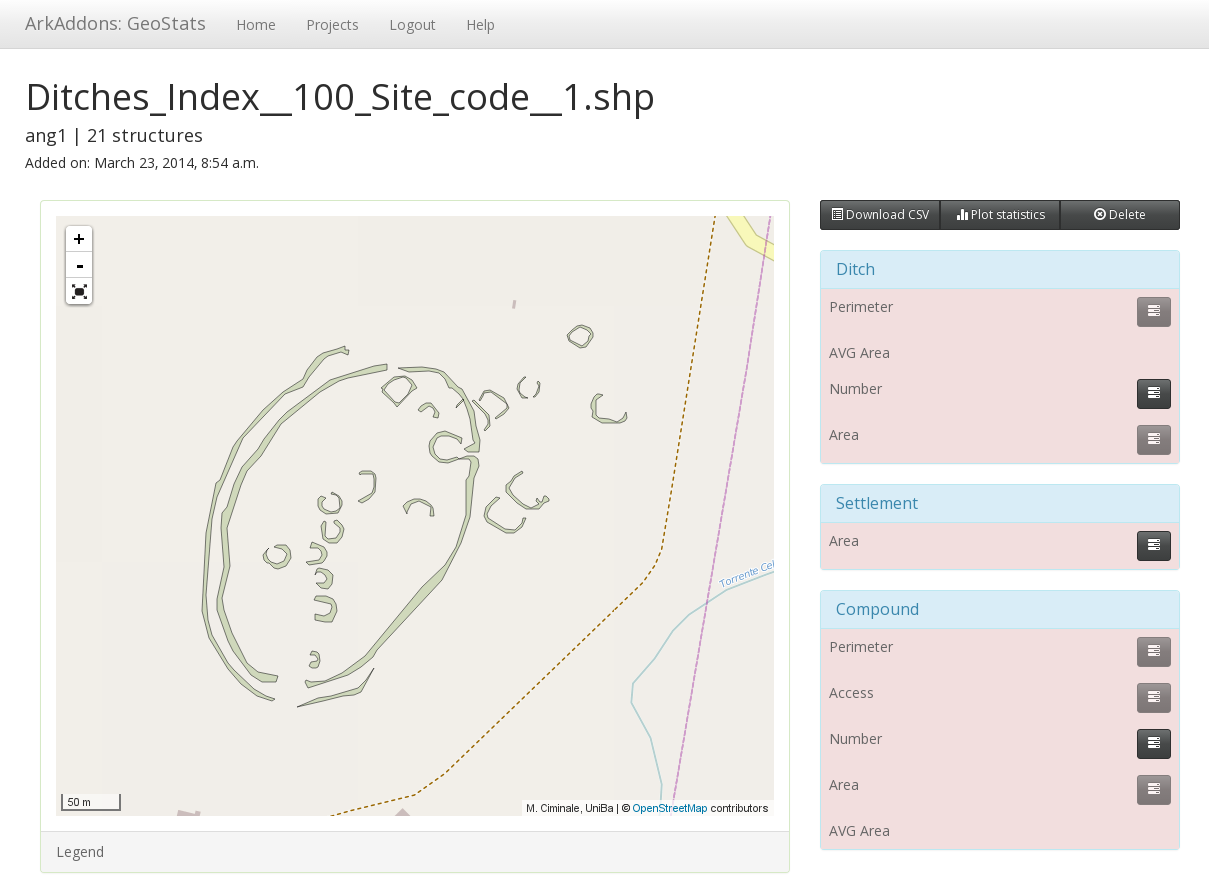 ArkAddons: GeoStats Home Projects Logout Help
Ditches_Index__100_Site_code__1.shp
ang1 | 21 structures
Added on: March 23, 2014, 8:54 a.m.
+
-
Torrente Cel
50 m
M. Ciminale, UniBa | © OpenStreetMap contributors
Legend
Download CSV Plot statistics Delete
Ditch
Perimeter
AVG Area
Number
Area
Settlement
Area
Compound
Perimeter
Access
Number
Area
AVG Area